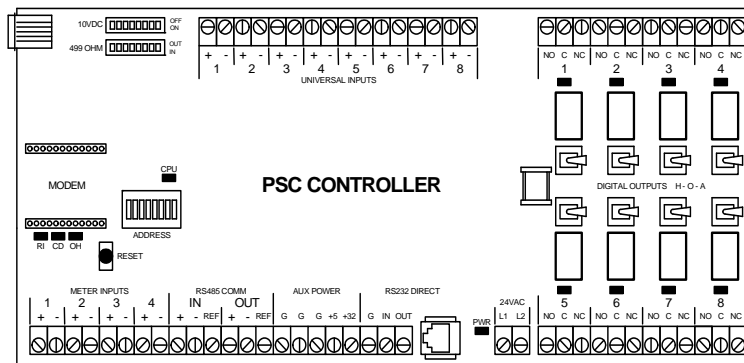 10VDC OFF ON
499 OHM OUT IN
+ - + - + - + - + - + - + - + -
1 2 3 4 5 6 7 8
UNIVERSAL INPUTS
NO C NC NO C NC NO C NC NO C NC
1 2 3 4
MODEM
CPU
ADDRESS
RI CD OH
RESET
PSC CONTROLLER
DIGITAL OUTPUTS H - O - A
METER INPUTS
1 2 3 4
+ - + - + - + -
RS485 COMM
IN OUT
+ - REF + - REF
AUX POWER
G G G +5 +32
RS232 DIRECT
G IN OUT
PWR
24VAC
L1 L2
5 6 7 8
NO C NC NO C NC NO C NC NO C NC